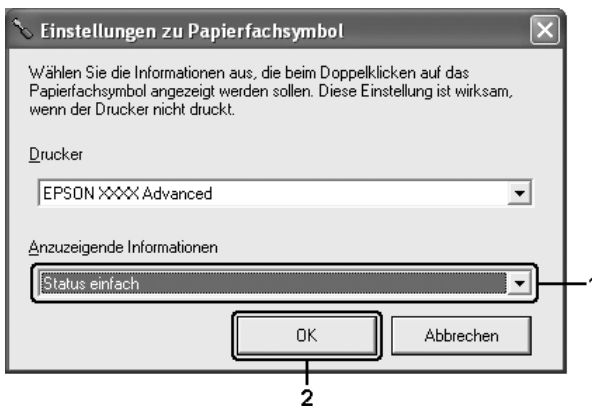 Einstellungen zu Papierfachsymbol
Wählen Sie die Informationen aus, die beim Doppelklicken auf das
Papierfachsymbol angezeigt werden sollen. Diese Einstellung ist wirksam,
wenn der Drucker nicht druckt.
Drucker
EPSON XXXX Advanced
Anzuzeigende Informationen
Status einfach
1
OK
Abbrechen
2